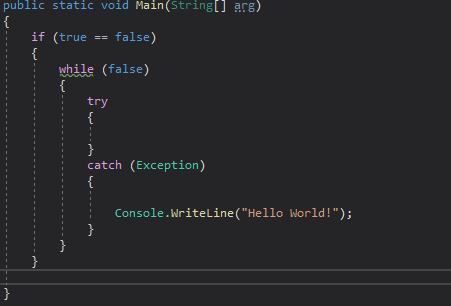 public static void Main(String[] arg)
{
if (true == false)
{
while (false)
{
try
{
}
catch (Exception)
{
Console.WriteLine("Hello World!");
}
}
}
}